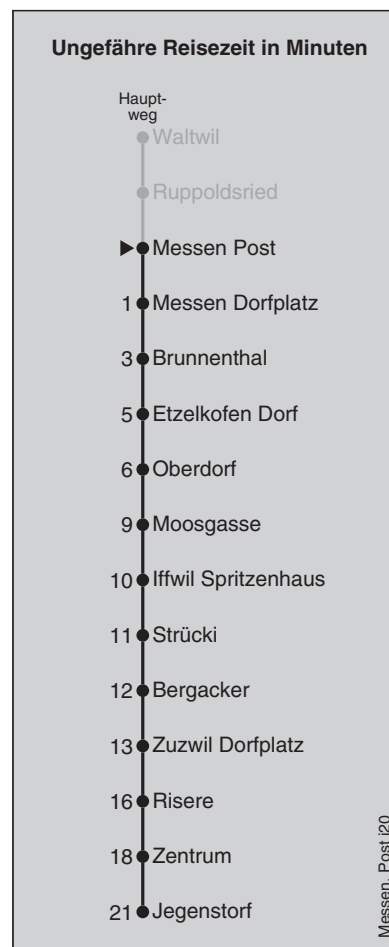 Ungefähre Reisezeit in Minuten
Haupt-
weg
Waltwil
Ruppoldsried
Messen Post
1 Messen Dorfplatz
3 Brunnenthal
5 Etzelkofen Dorf
6 Oberdorf
9 Moosgasse
10 Iffwil Spritzenhaus
11 Strücki
12 Bergacker
13 Zuzwil Dorfplatz
16 Risere
18 Zentrum
21 Jegenstorf
Messen, Post j20